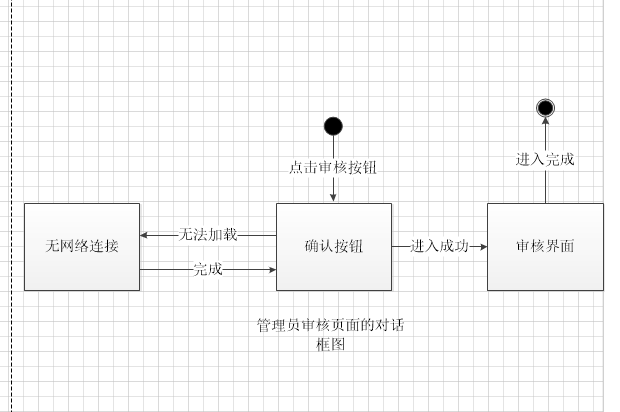 点击审核按钮
进入完成
无网络连接
无法加载
完成
确认按钮
进入成功
审核界面
管理员审核页面的对话
框图